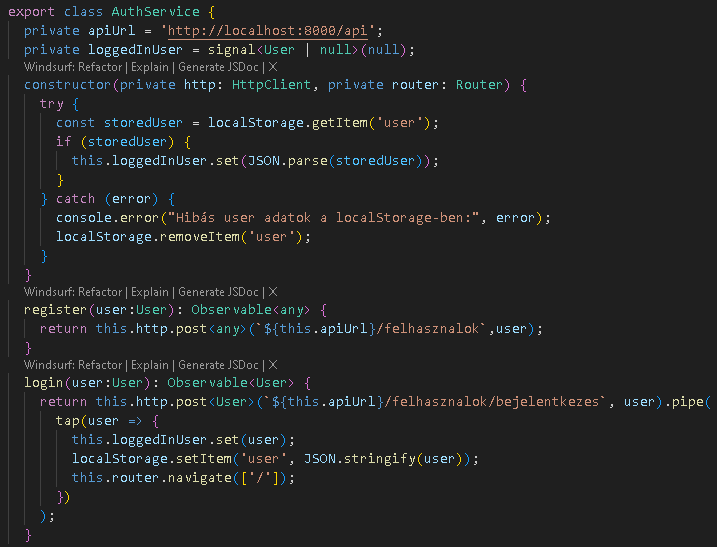 export class AuthService {
private apiUrl = 'http://localhost:8000/api';
private loggedInUser = signal<User | null>(null);
Windsurf: Refactor | Explain | Generate JSDoc | X
constructor(private http: HttpClient, private router: Router) {
try {
const storedUser = localStorage.getItem('user');
if (storedUser) {
this.loggedInUser.set(JSON.parse(storedUser));
}
} catch (error) {
console.error("Hibás user adatok a localStorage-ben:", error);
localStorage.removeItem('user');
}
}
Windsurf: Refactor | Explain | Generate JSDoc | X
register(user:User): Observable<any> {
return this.http.post<any>(`${this.apiUrl}/felhasznalok`,user);
}
Windsurf: Refactor | Explain | Generate JSDoc | X
login(user:User): Observable<User> {
return this.http.post<User>(`${this.apiUrl}/felhasznalok/bejelentkezes`, user).pipe(
tap(user => {
this.loggedInUser.set(user);
localStorage.setItem('user', JSON.stringify(user));
this.router.navigate(['/']);
})
);
}